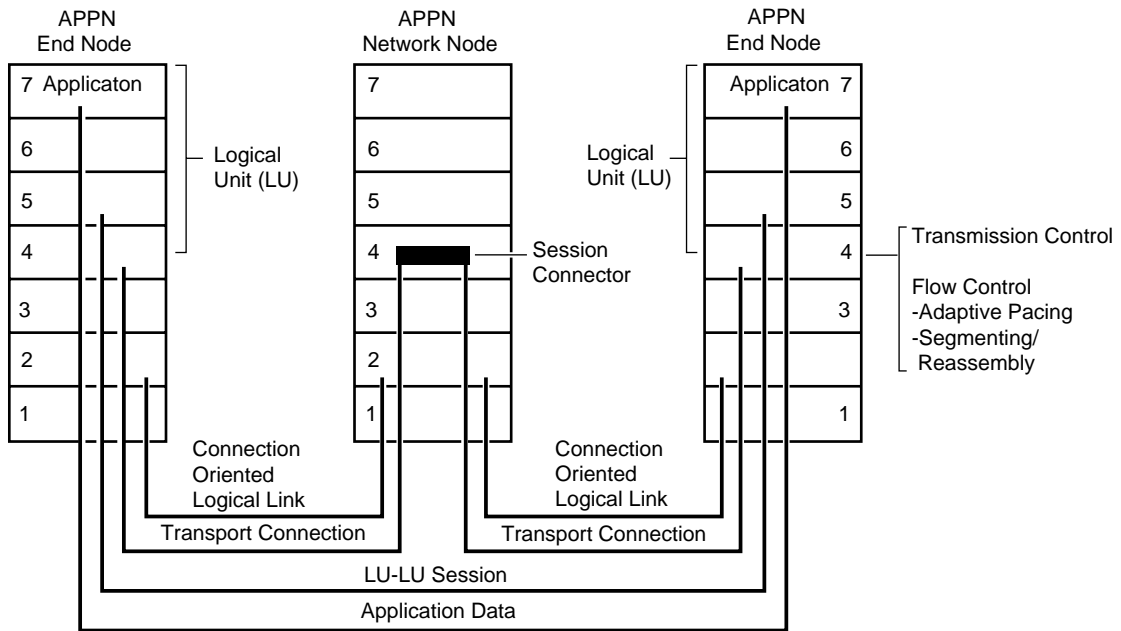 APPN
End Node
APPN
Network Node
APPN
End Node
7 Applicaton
7
Applicaton 7
6
6
6
Logical
Unit (LU)
Logical
Unit (LU)
5
5
5
4
4
4
Session
Connector
Transmission Control
Flow Control
-Adaptive Pacing
-Segmenting/
Reassembly
3
3
3
2
2
1
1
1
Connection
Oriented
Logical Link
Connection
Oriented
Logical Link
Transport Connection
Transport Connection
LU-LU Session
Application Data